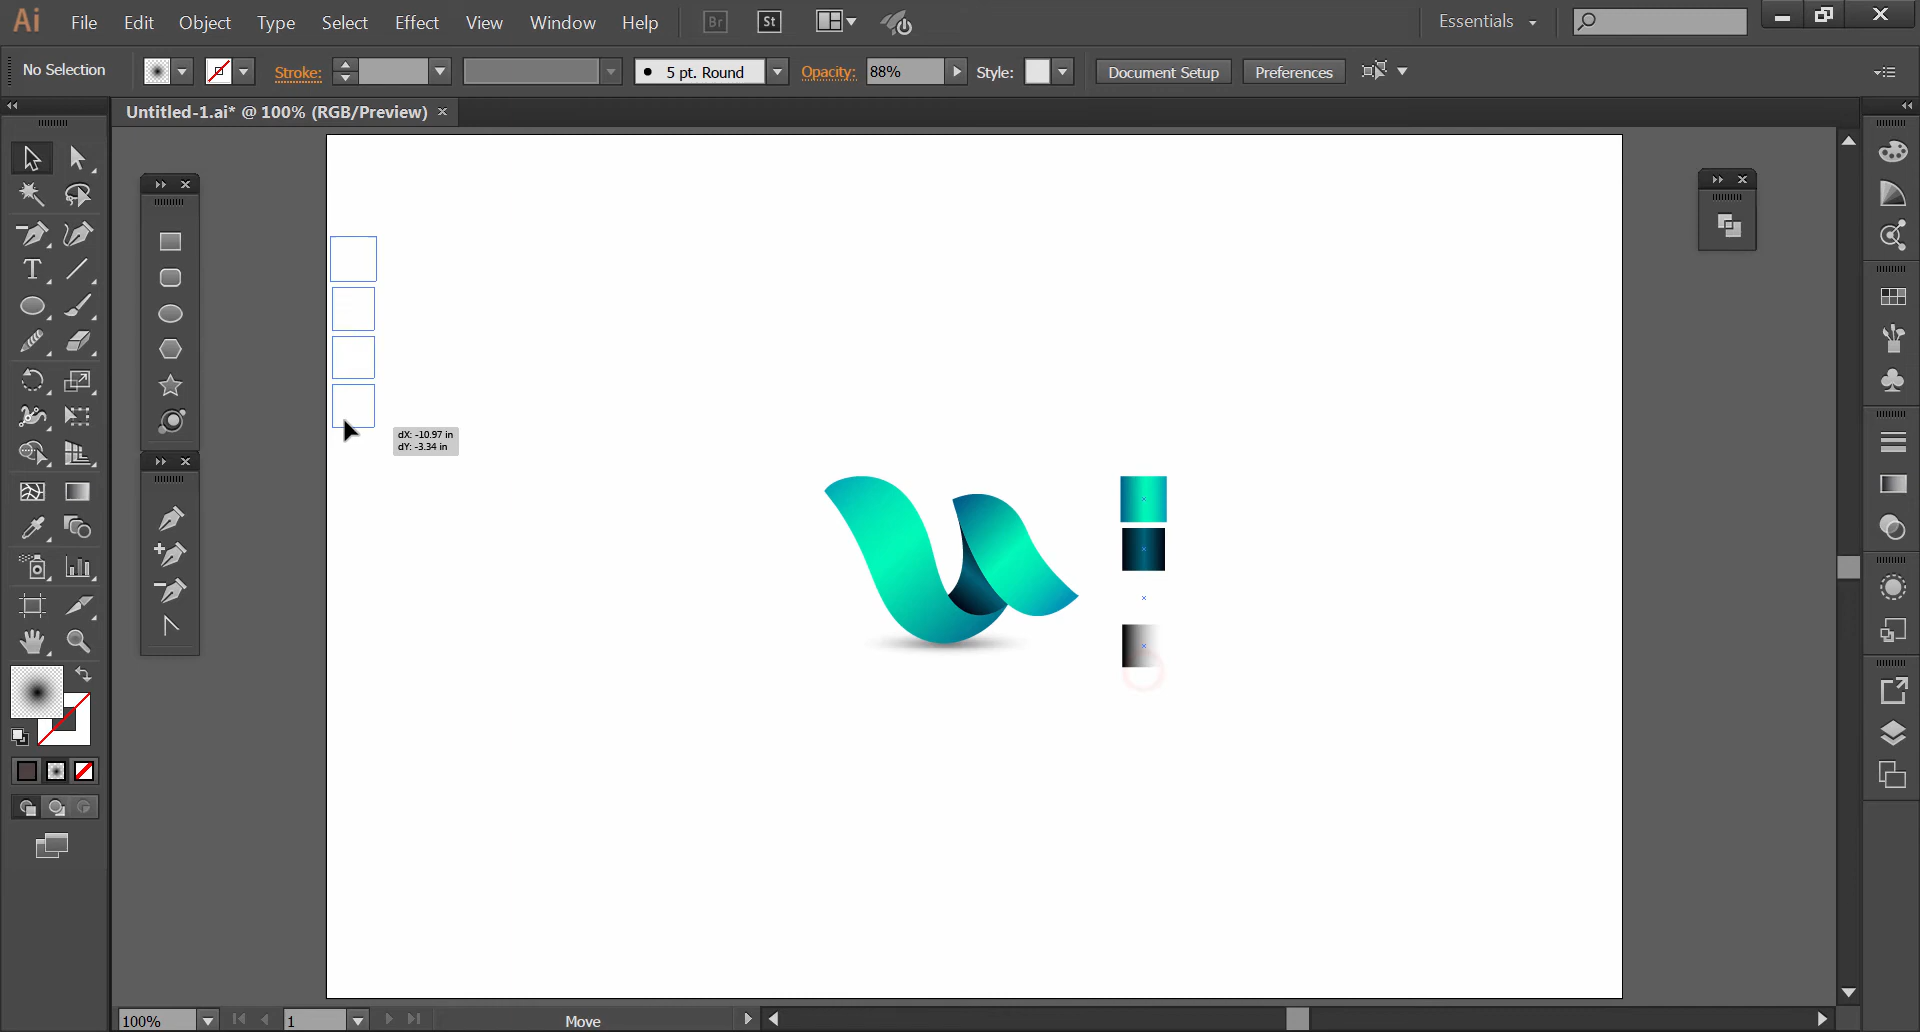 Ai File Edit Object Type Select Effect View Window Help Br St Essentials
No Selection Stroke: 5 pt. Round Opacity: 88% Style: Document Setup Preferences
Untitled-1.ai* @ 100% (RGB/Preview)
T
dX: -10.97 in
dY: -3.34 in
100% 1 Move